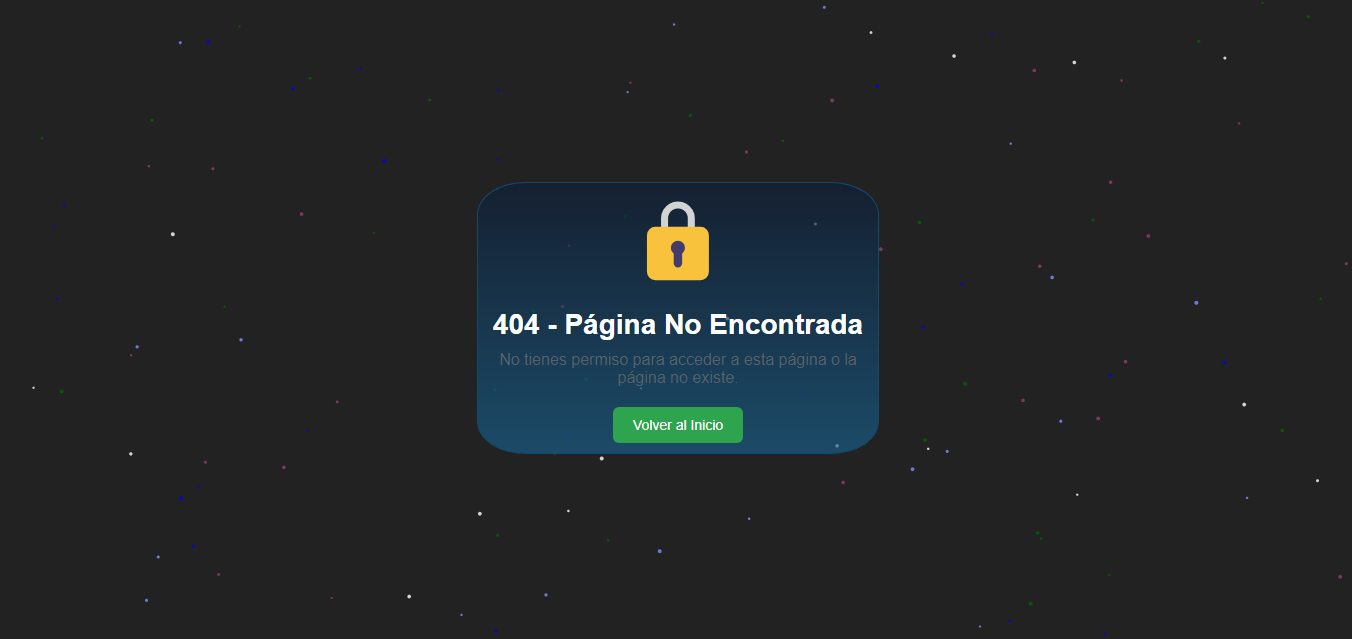 404 - Página No Encontrada
No tienes permiso para acceder a esta página o la
página no existe.
Volver al Inicio